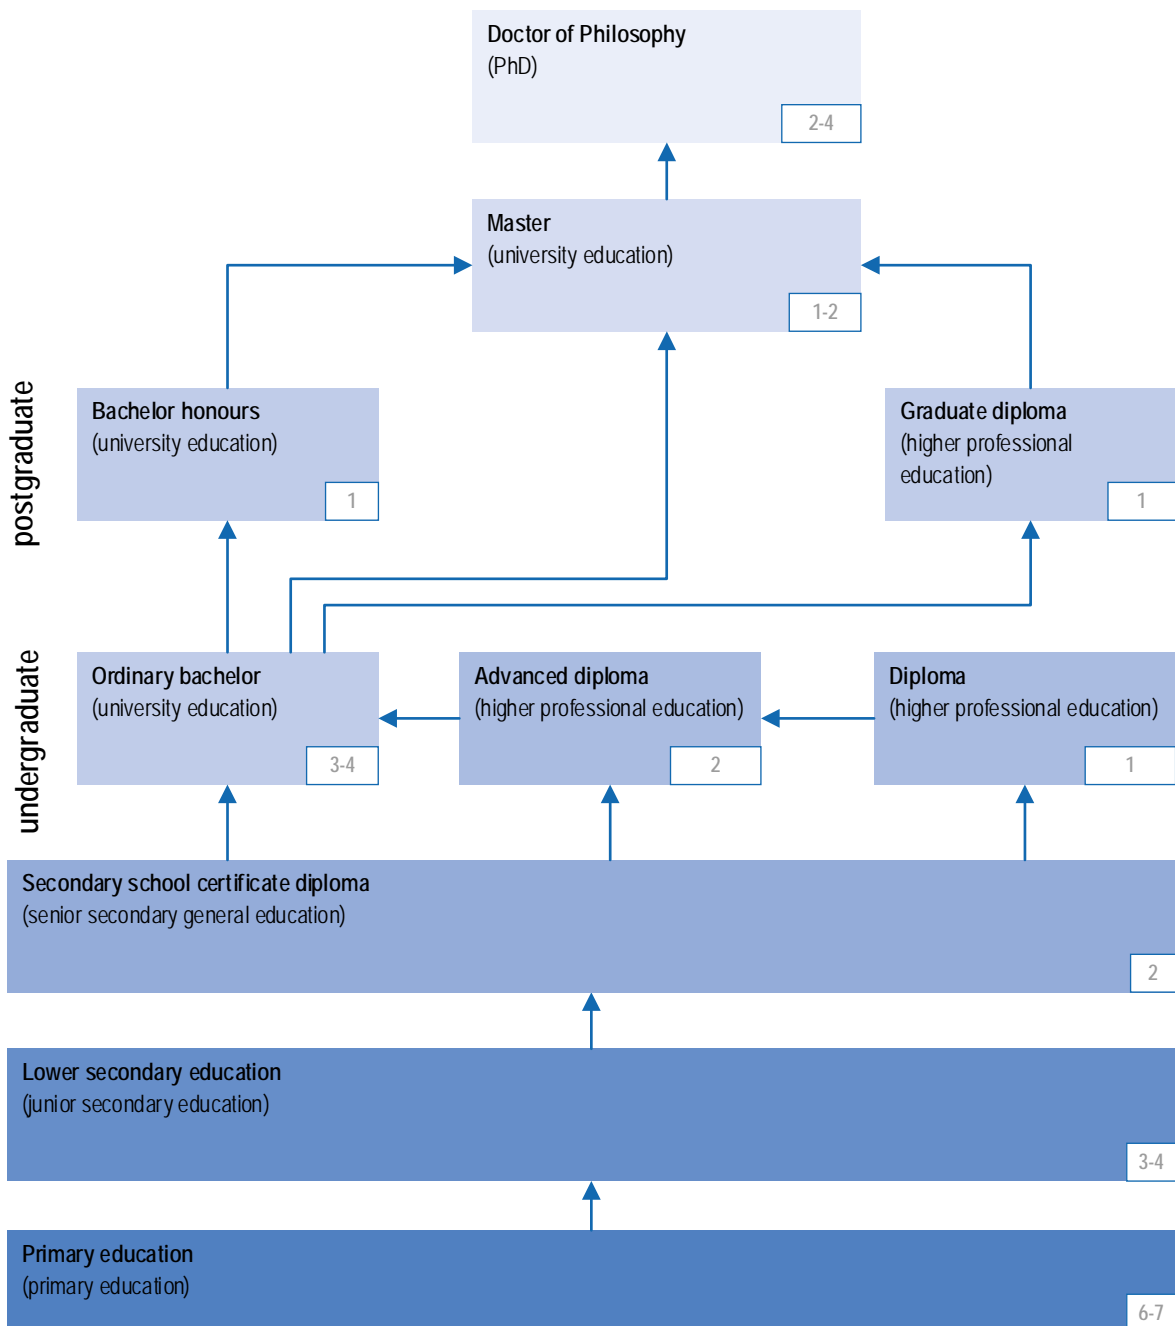 Doctor of Philosophy
(PhD)
2-4
Master
(university education)
1-2
postgraduate
Bachelor honours
(university education)
1
Graduate diploma
(higher professional
education)
1
undergraduate
Ordinary bachelor
(university education)
3-4
Advanced diploma
(higher professional education)
2
Diploma
(higher professional education)
1
Secondary school certificate diploma
(senior secondary general education)
2
Lower secondary education
(junior secondary education)
3-4
Primary education
(primary education)
6-7